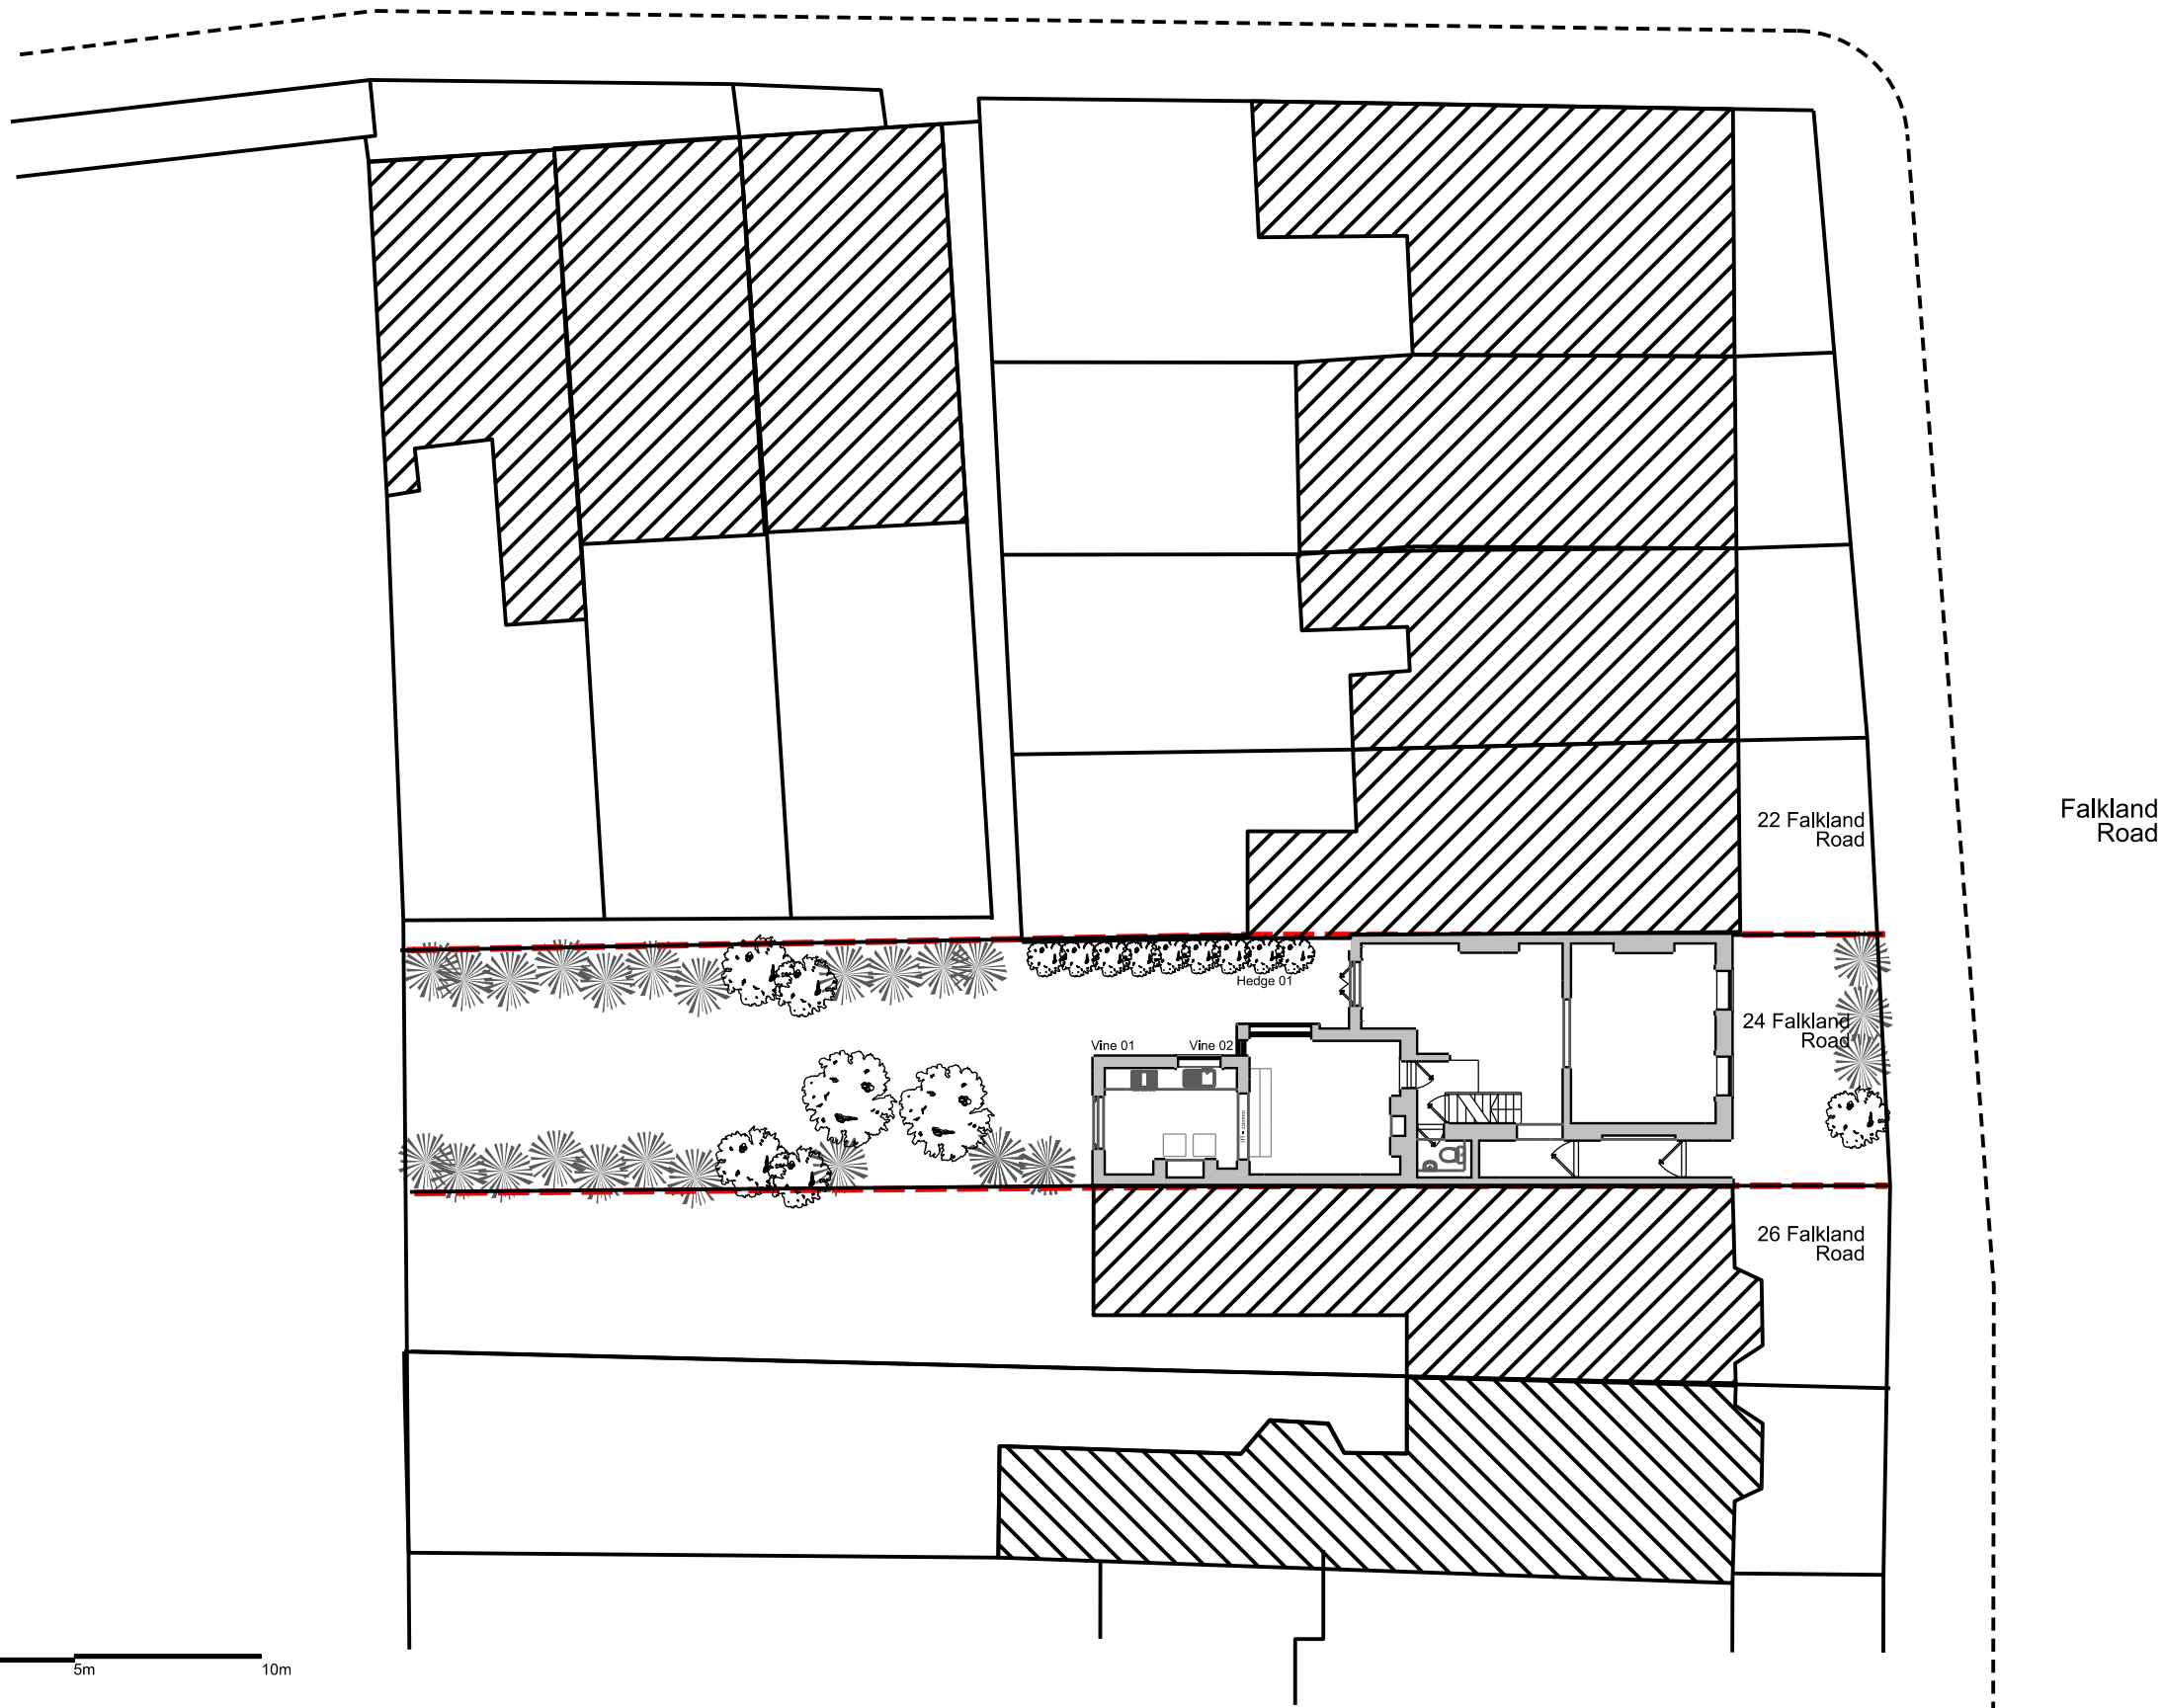 22 Falkland
Road
Falkland
Road
Hedge 01
24 Falkland
Road
Vine 01
Vine 02
26 Falkland
Road
5m
10m